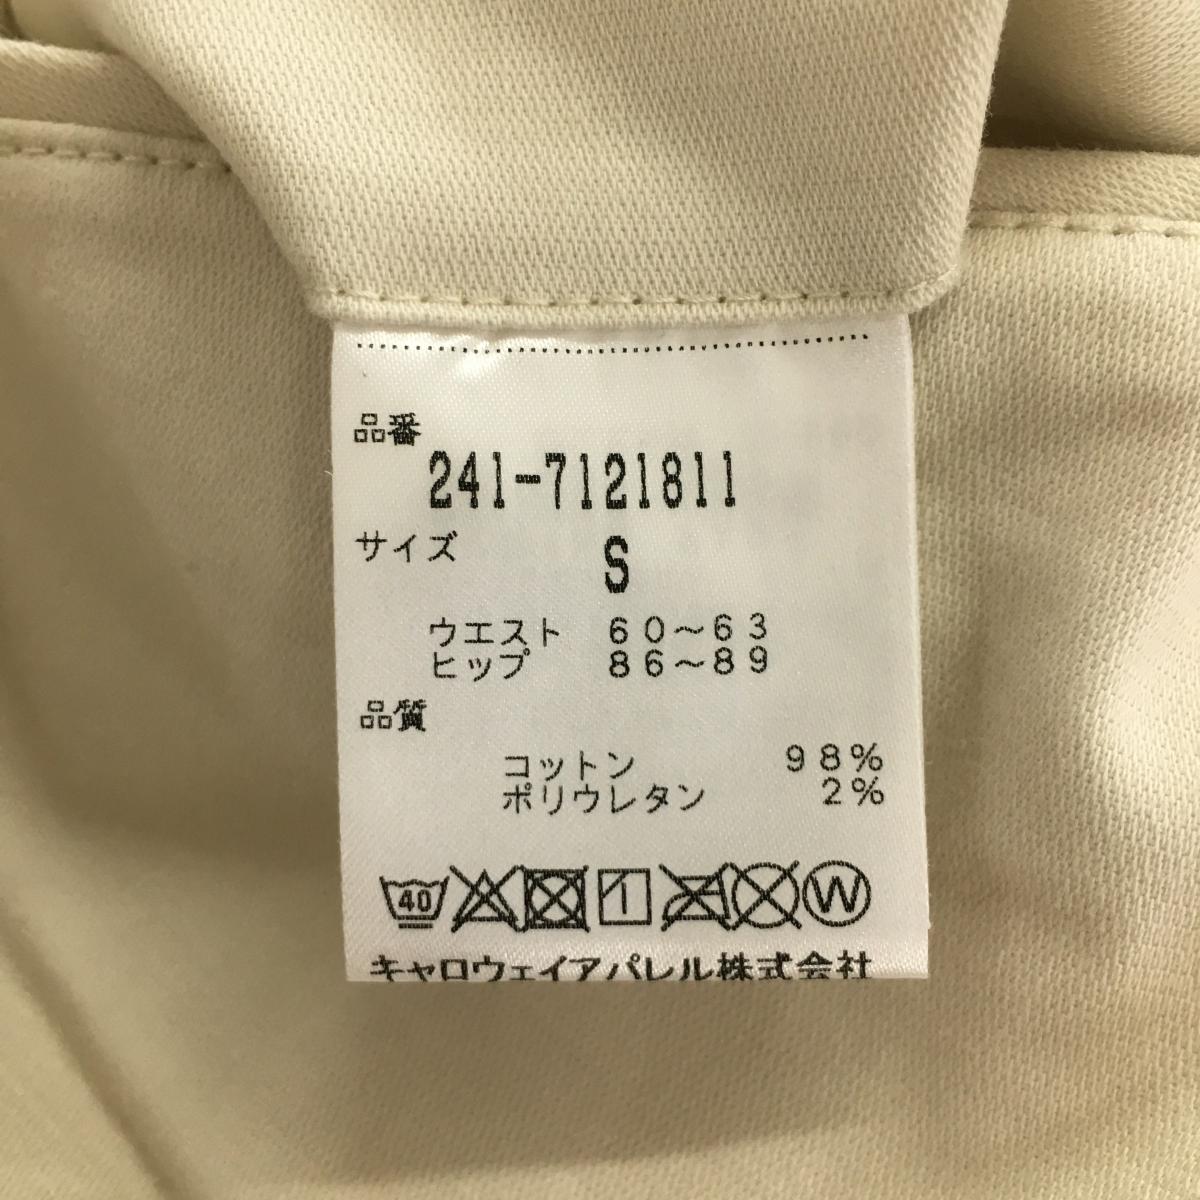 品番
241-7121811
サイズ S
ウエスト 60～63
ヒップ 86～89
品質
コットン 98%
ポリウレタン 2%
40 W
キャロウェイアパレル株式会社